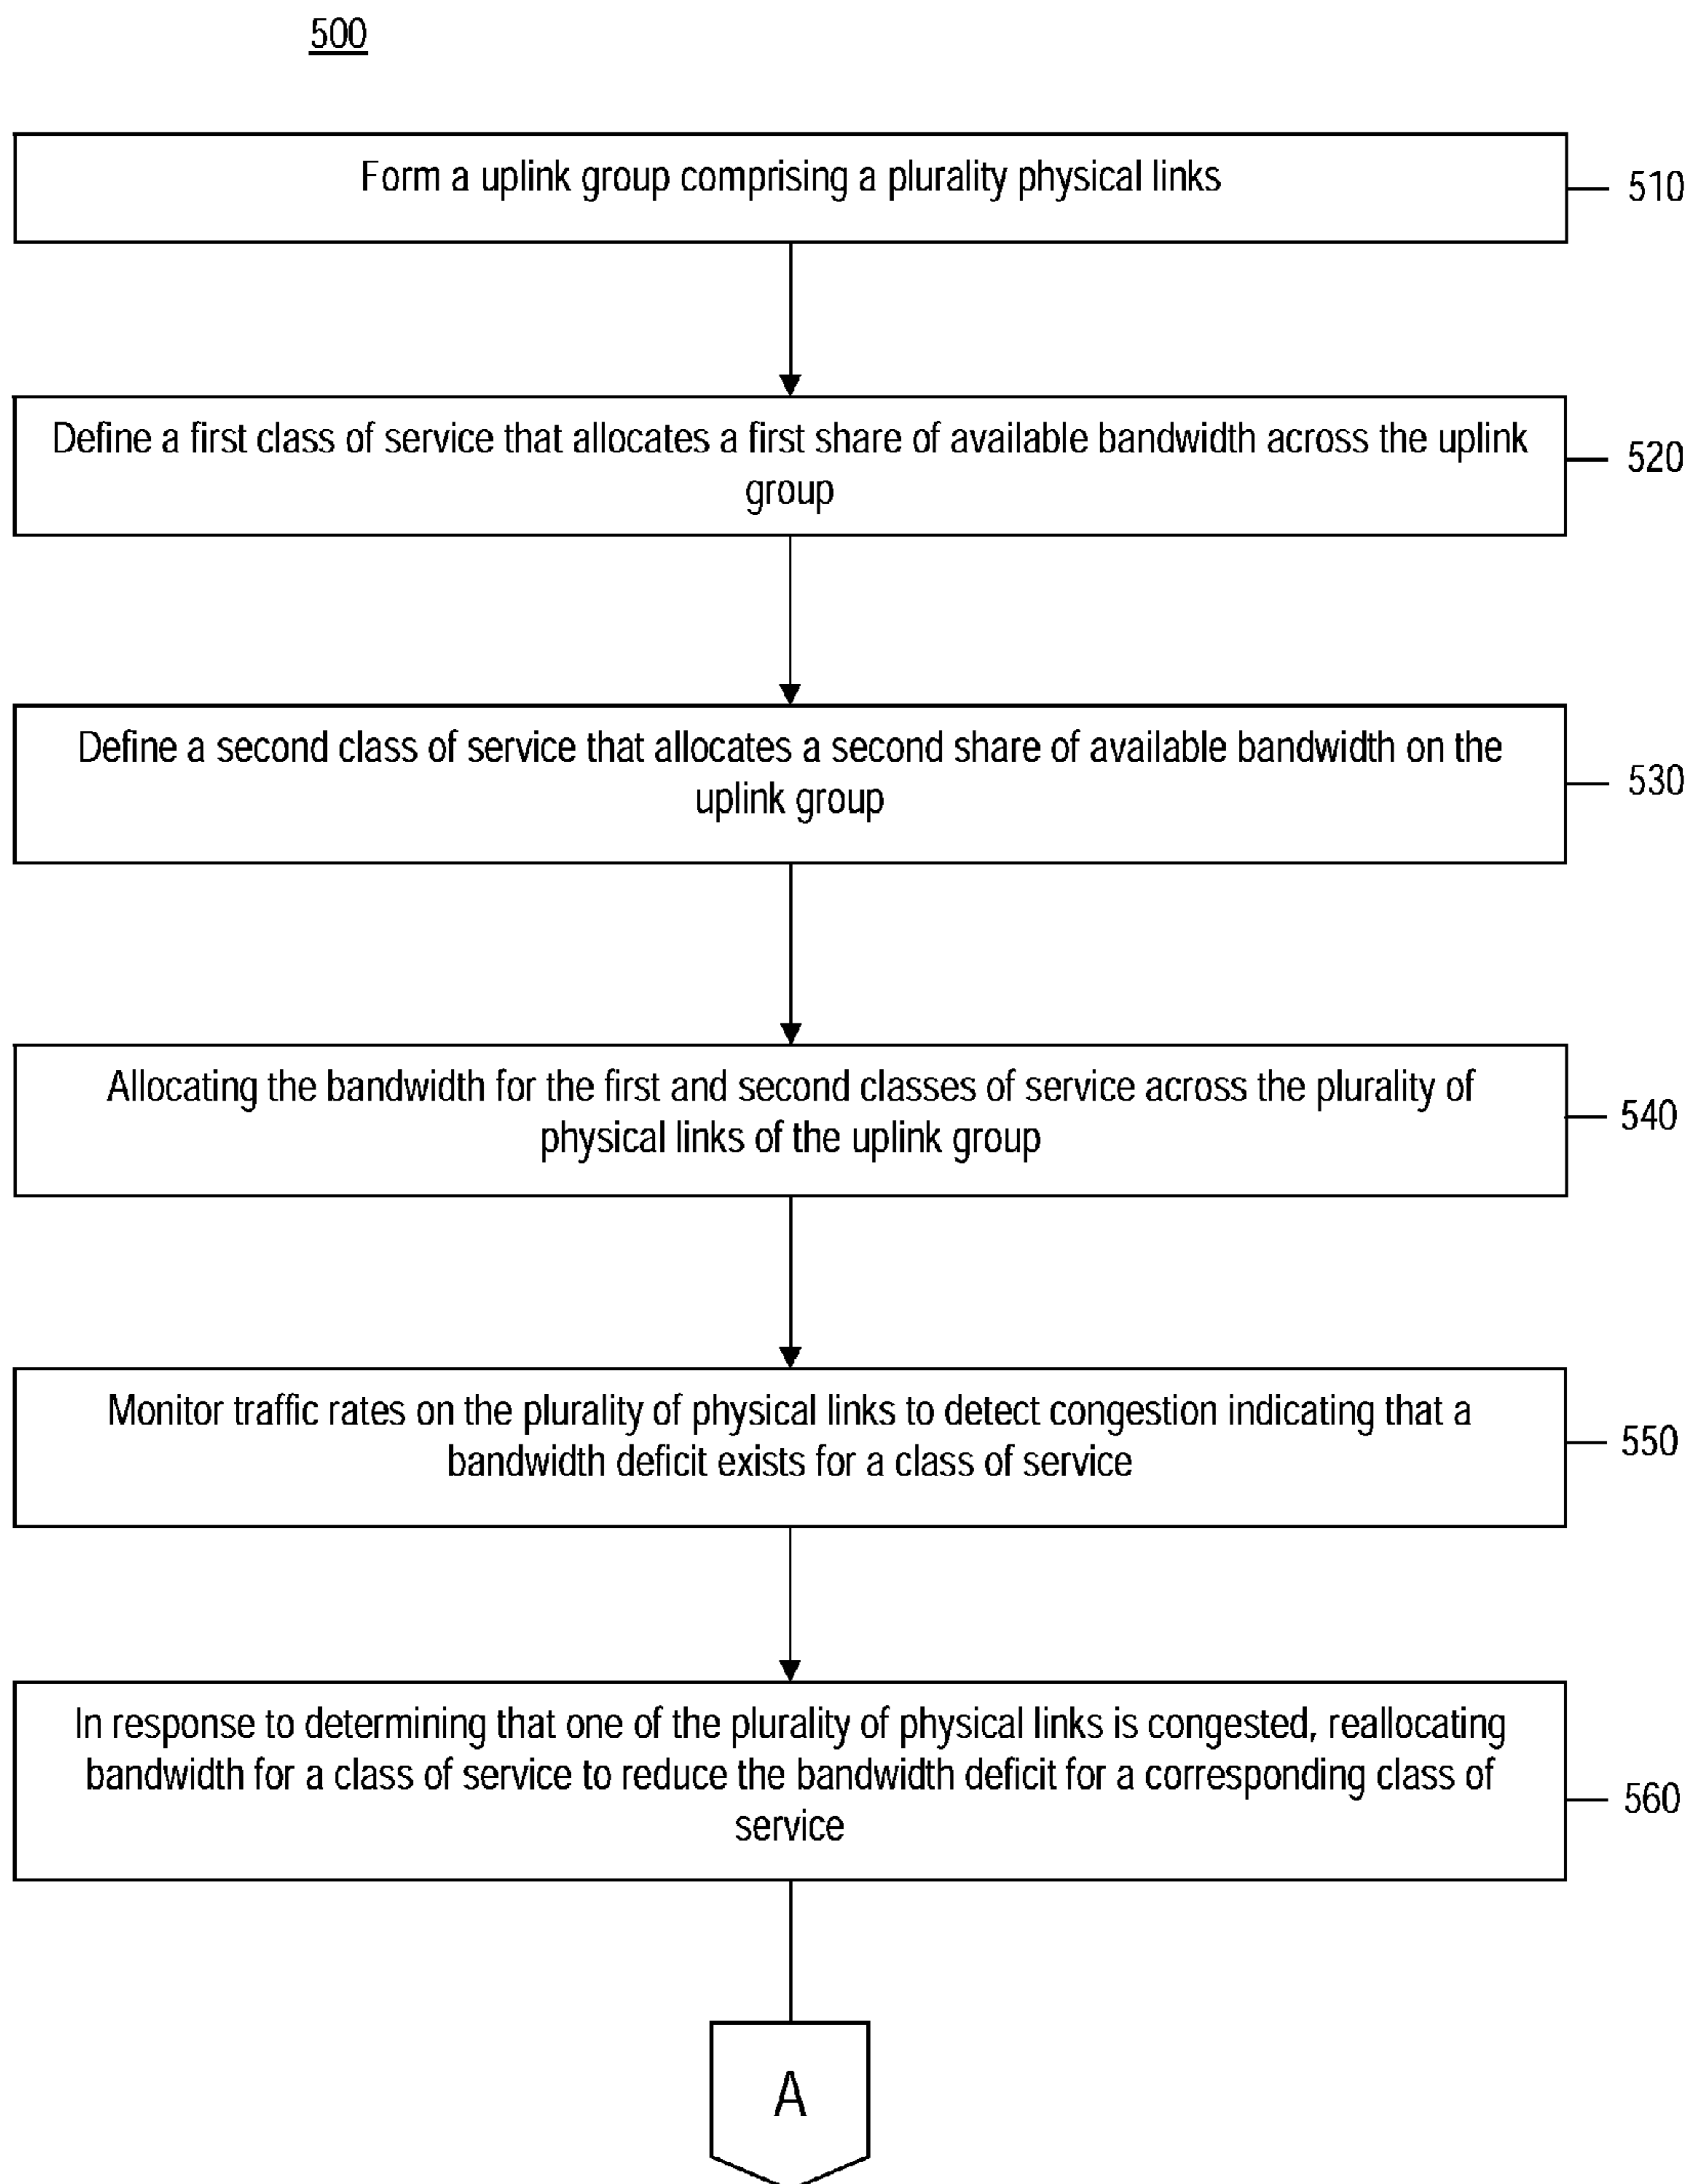 500
Form a uplink group comprising a plurality physical links
510
Define a first class of service that allocates a first share of available bandwidth across the uplink
group
520
Define a second class of service that allocates a second share of available bandwidth on the
uplink group
530
Allocating the bandwidth for the first and second classes of service across the plurality of
physical links of the uplink group
540
Monitor traffic rates on the plurality of physical links to detect congestion indicating that a
bandwidth deficit exists for a class of service
550
In response to determining that one of the plurality of physical links is congested, reallocating
bandwidth for a class of service to reduce the bandwidth deficit for a corresponding class of
service
560
A